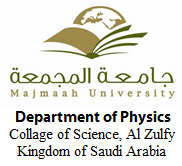 جامعة المجمعة
Majmaah University
Department of Physics
Collage of Science, Al Zulfy
Kingdom of Saudi Arabia